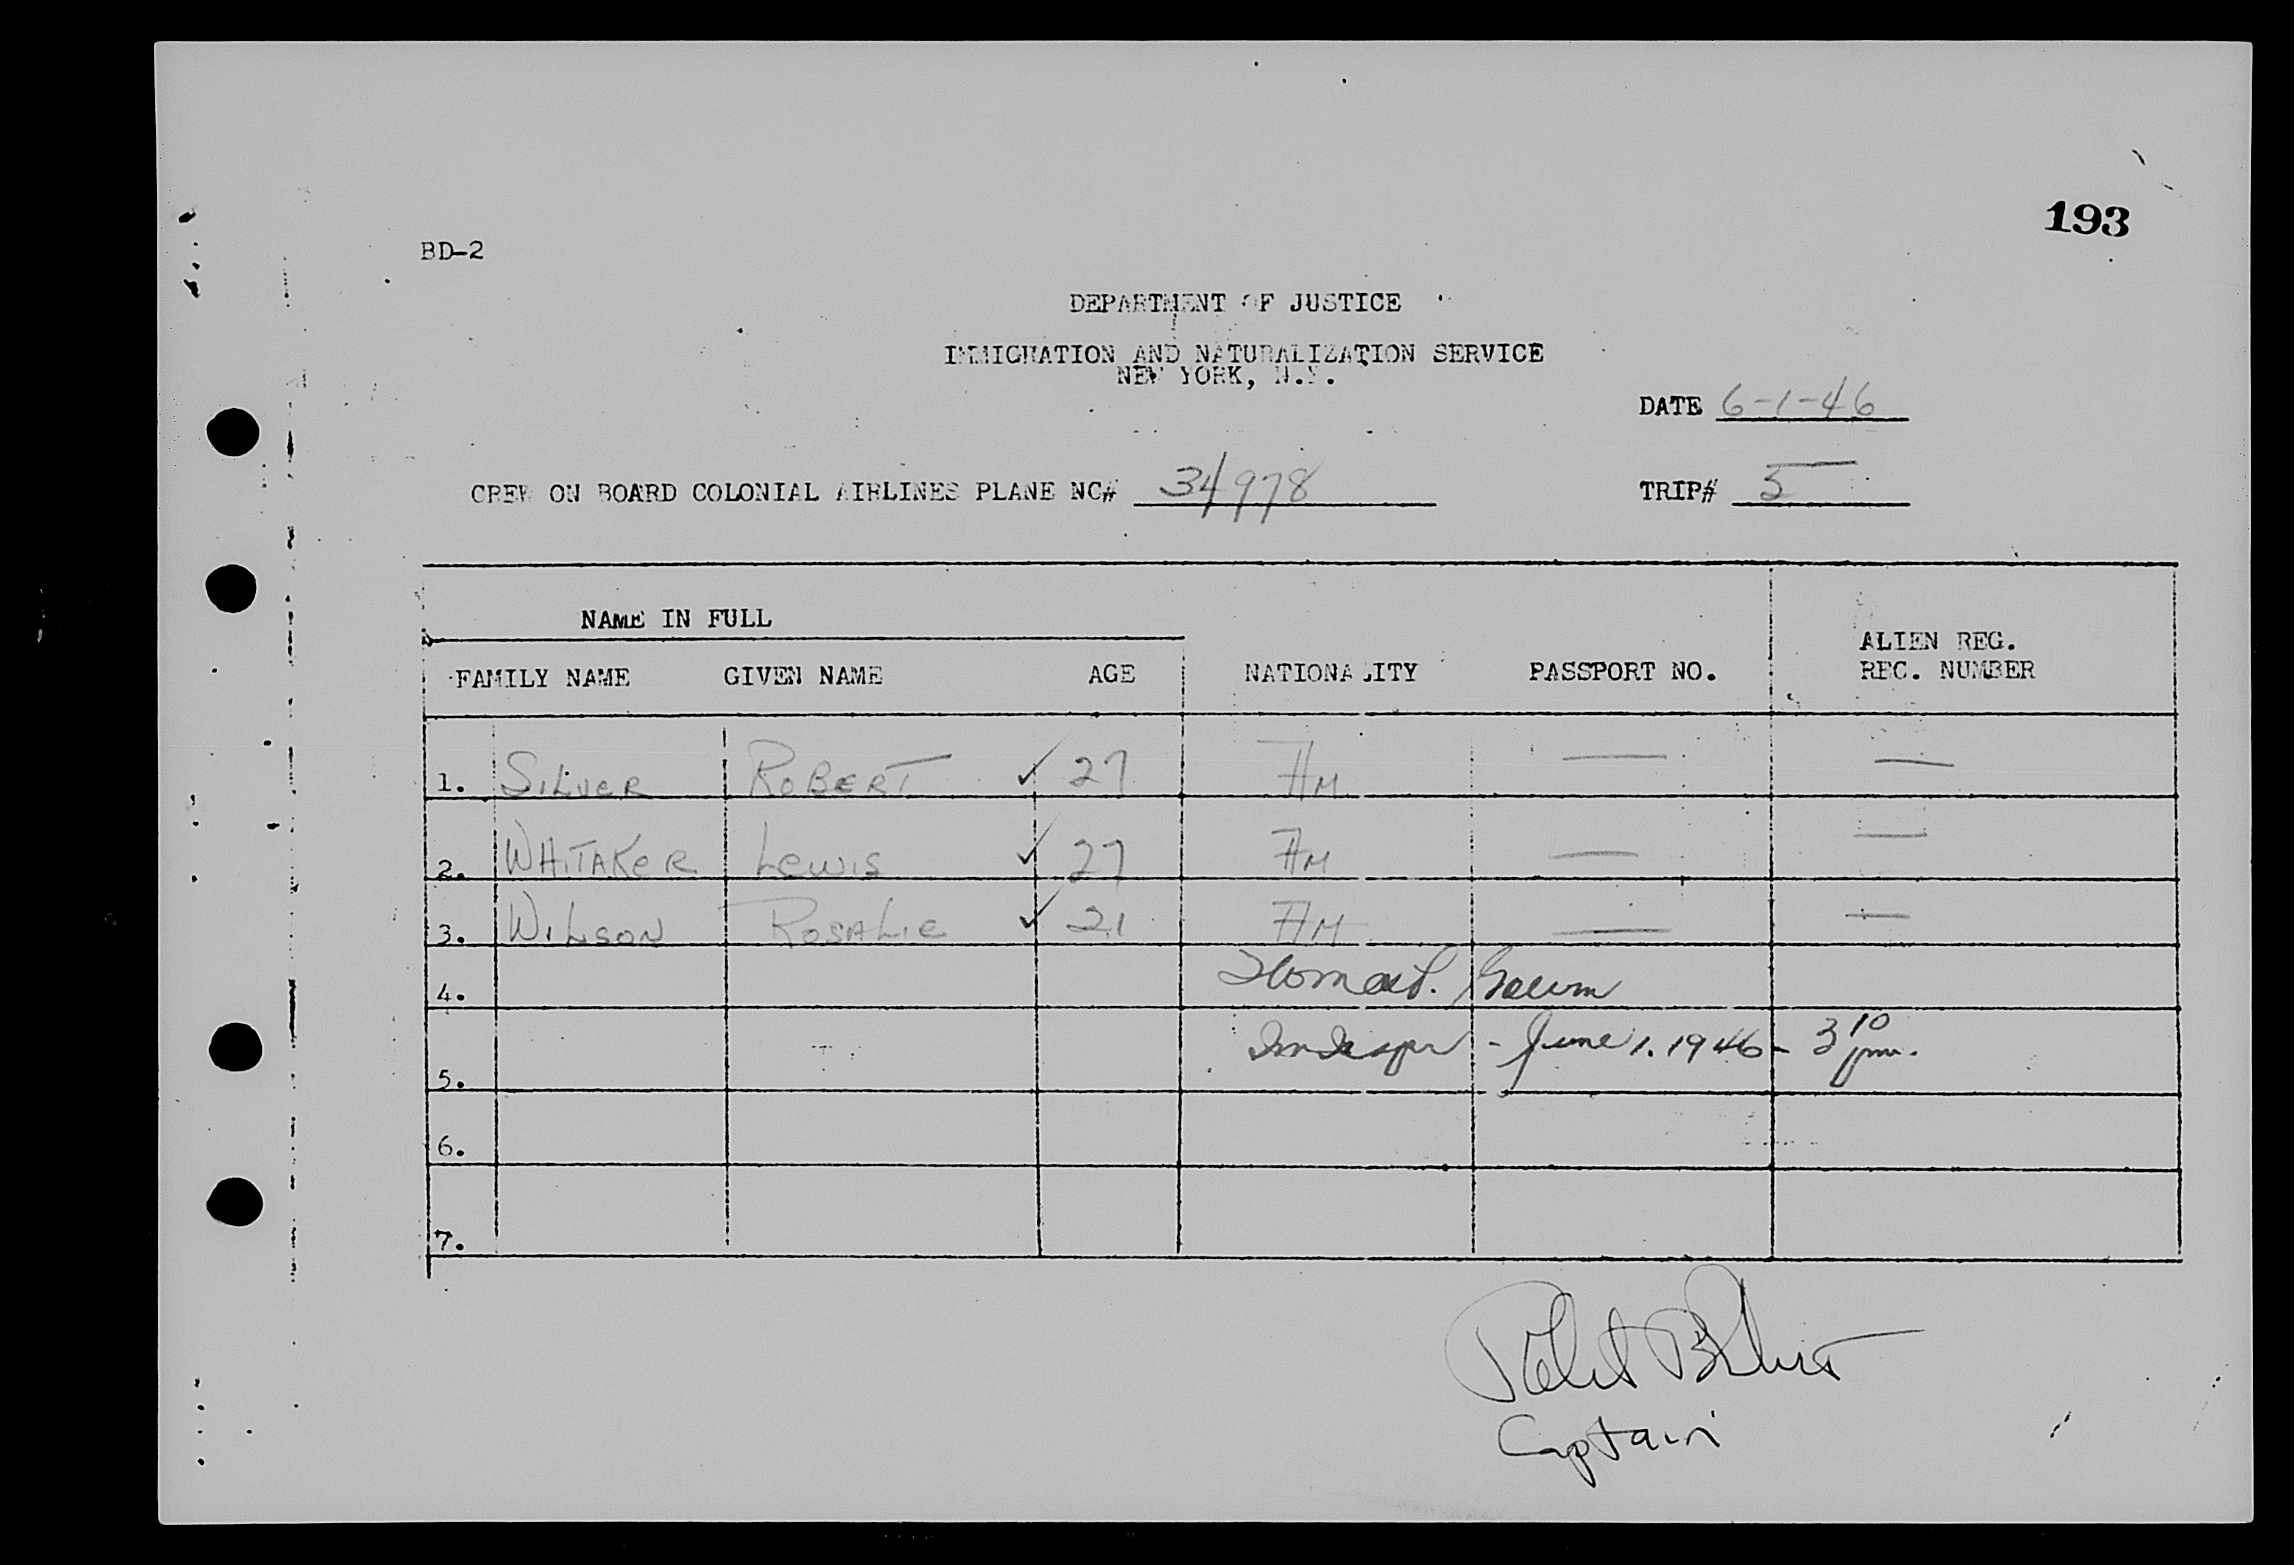 193
BD-2
DEPARTMENT OF JUSTICE
IMMIGRATION AND NATURALIZATION SERVICE
NEW YORK, N.Y.
DATE 6-1-46
CREW ON BOARD COLONIAL AIRLINES PLANE NC# 34978 TRIP# 5
NAME IN FULL
FAMILY NAME GIVEN NAME AGE NATIONALITY PASSPORT NO. ALIEN REG. REC. NUMBER
1. SILVER ROBERT ✓ 27 AM — —
2. WHITAKER LEWIS ✓ 27 AM — —
3. WILSON ROSALIE ✓ 21 AM — —
4.
5. - June 1. 1946 - 3 10 pm.
6.
7.
Captain